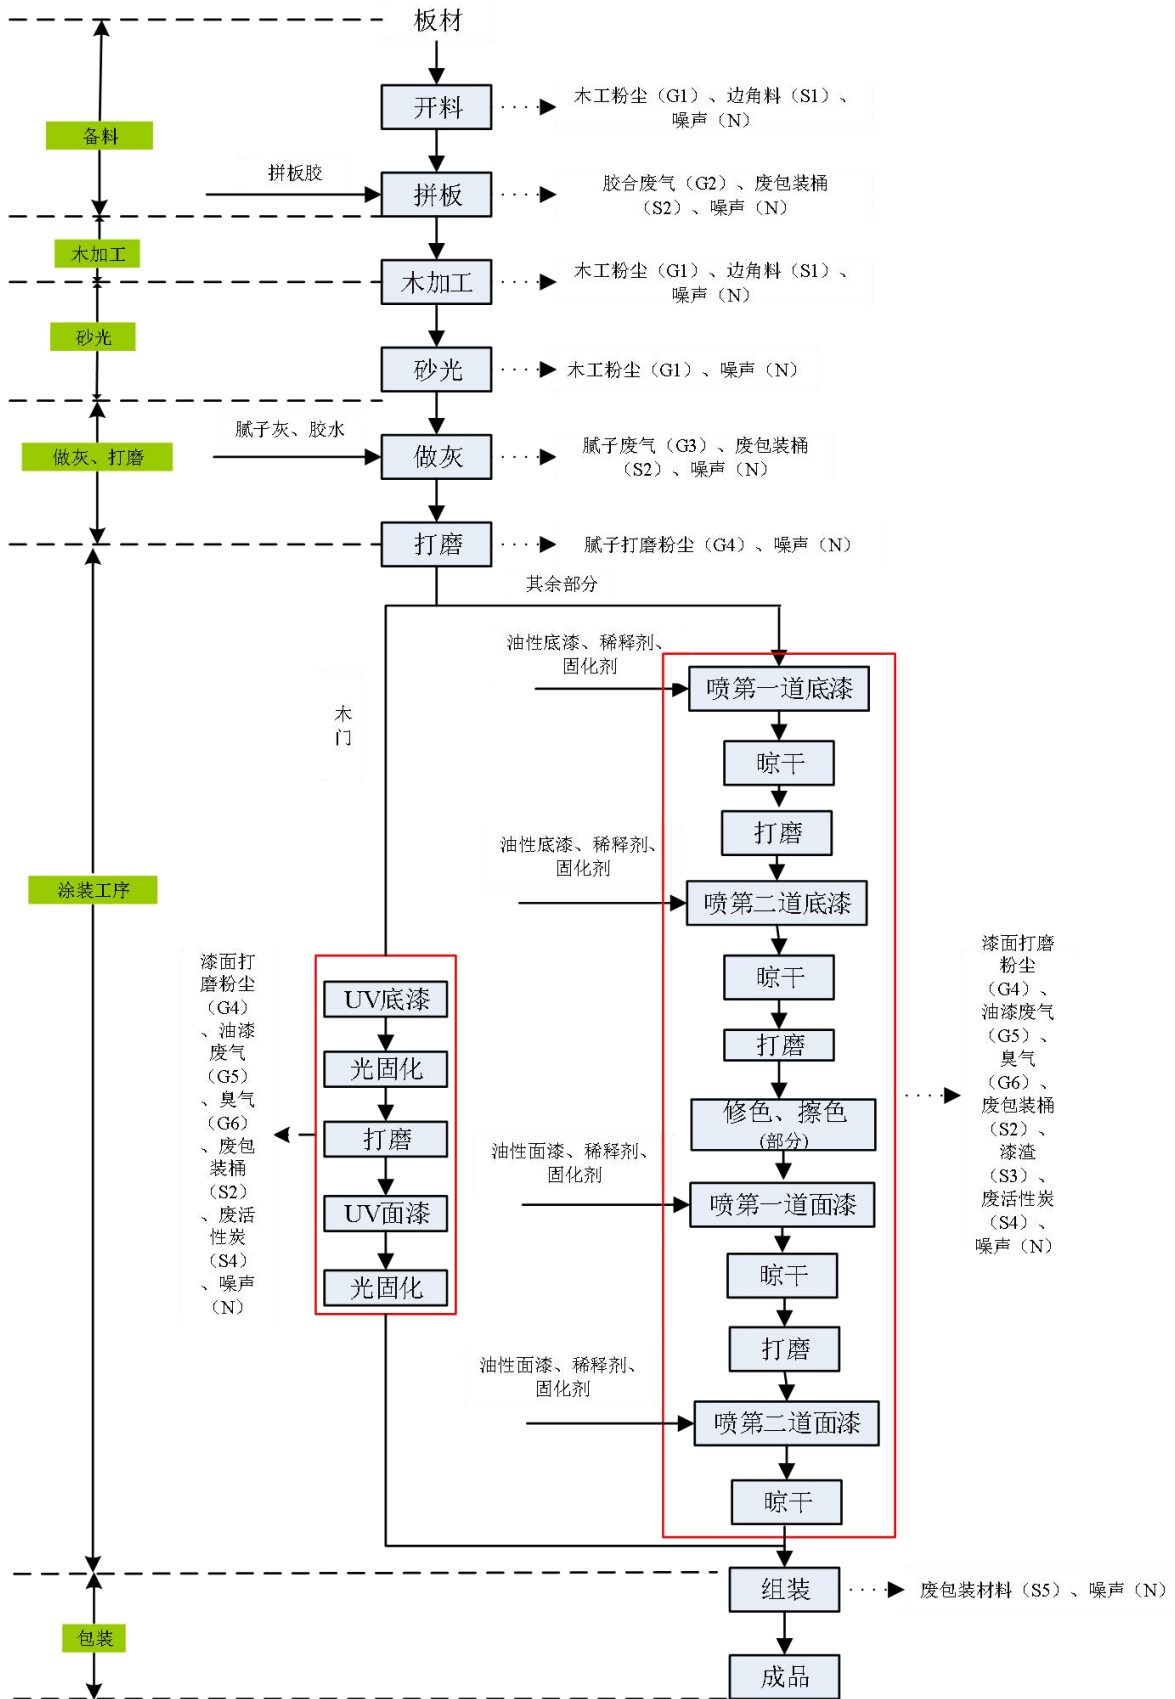 板材
开料
木工粉尘（G1）、边角料（S1）、
噪声（N）
备料
拼板胶
拼板
胶合废气（G2）、废包装桶
（S2）、噪声（N）
木加工
木加工
木工粉尘（G1）、边角料（S1）、
噪声（N）
砂光
砂光
木工粉尘（G1）、噪声（N）
腻子灰、胶水
做灰、打磨
做灰
腻子废气（G3）、废包装桶
（S2）、噪声（N）
打磨
腻子打磨粉尘（G4）、噪声（N）
其余部分
木
门
油性底漆、稀释剂、
固化剂
喷第一道底漆
晾干
打磨
油性底漆、稀释剂、
固化剂
喷第二道底漆
晾干
打磨
修色、擦色
(部分)
油性面漆、稀释剂、
固化剂
喷第一道面漆
晾干
打磨
油性面漆、稀释剂、
固化剂
喷第二道面漆
晾干
漆面打磨
粉尘
（G4）、
油漆废气
（G5）、
臭气
（G6）、
废包装桶
（S2）、
漆渣
（S3）、
废活性炭
（S4）、
噪声（N）
涂装工序
漆面打
磨粉尘
（G4）
、油漆
废气
（G5）
、臭气
（G6）
、废包
装桶
（S2）
、废活
性炭
（S4）
、噪声
（N）
UV底漆
光固化
打磨
UV面漆
光固化
组装
废包装材料（S5）、噪声（N）
包装
成品